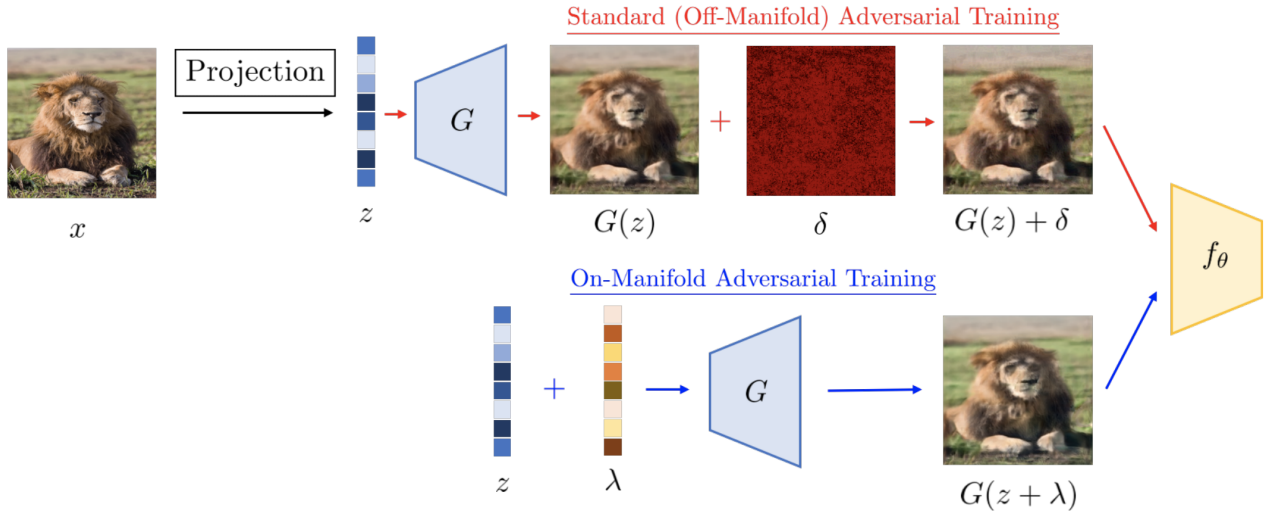 Standard (Off-Manifold) Adversarial Training
Projection
G
+
x
z
G(z)
δ
G(z) + δ
f_θ
On-Manifold Adversarial Training
+
G
z
λ
G(z + λ)